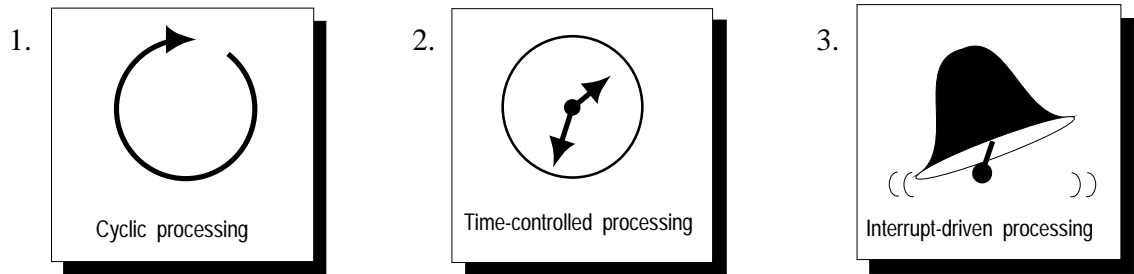 1.
Cyclic processing
2.
Time-controlled processing
3.
Interrupt-driven processing